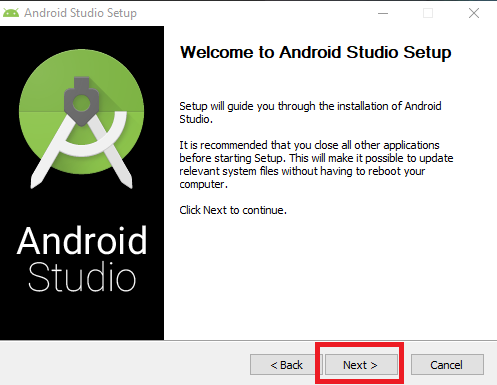 Android Studio Setup
Welcome to Android Studio Setup
Setup will guide you through the installation of Android
Studio.
It is recommended that you close all other applications
before starting Setup. This will make it possible to update
relevant system files without having to reboot your
computer.
Click Next to continue.
Android
Studio
< Back
Next >
Cancel